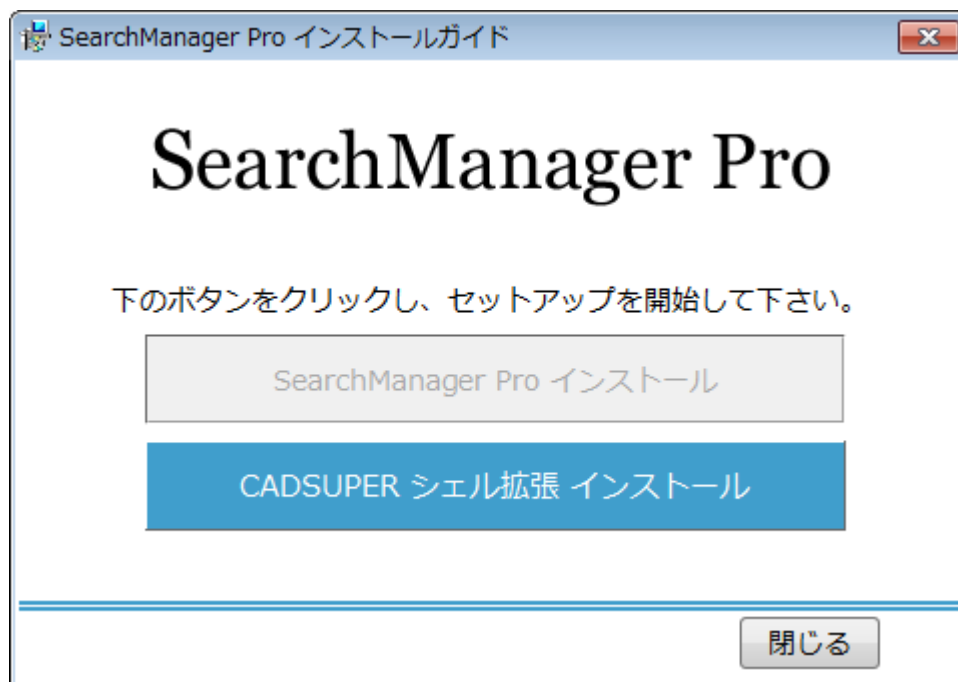 SearchManager Pro インストールガイド
SearchManager Pro
下のボタンをクリックし、セットアップを開始して下さい。
SearchManager Pro インストール
CADSUPER シェル拡張 インストール
閉じる